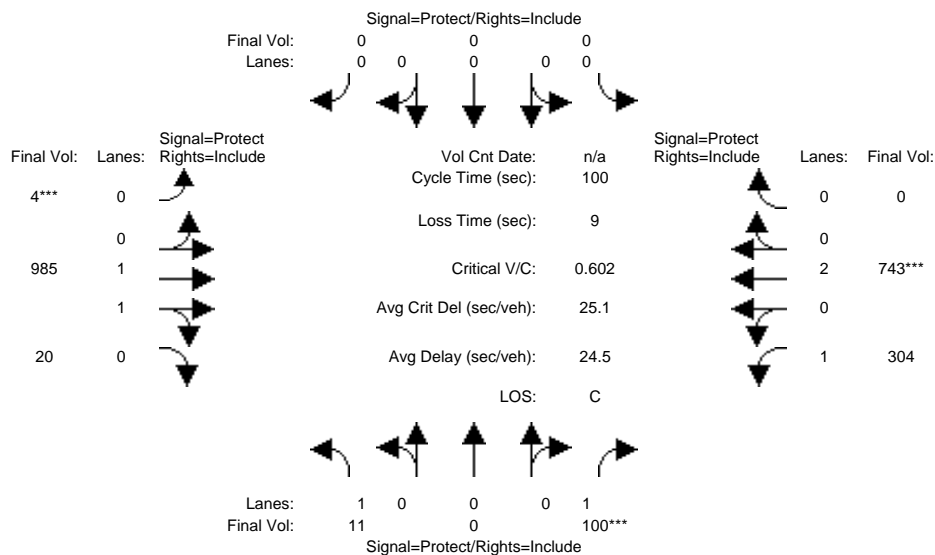 Signal=Protect/Rights=Include
Final Vol: 0 0 0
Lanes: 0 0 0 0 0
Signal=Protect
Final Vol: Lanes: Rights=Include
Vol Cnt Date: n/a
Signal=Protect
Rights=Include Lanes: Final Vol:
Cycle Time (sec): 100
4*** 0
0 0
Loss Time (sec): 9
0
0
985 1
Critical V/C: 0.602
2 743***
1
Avg Crit Del (sec/veh): 25.1
0
20 0
Avg Delay (sec/veh): 24.5
1 304
LOS: C
Lanes: 1 0 0 0 1
Final Vol: 11 0 100***
Signal=Protect/Rights=Include